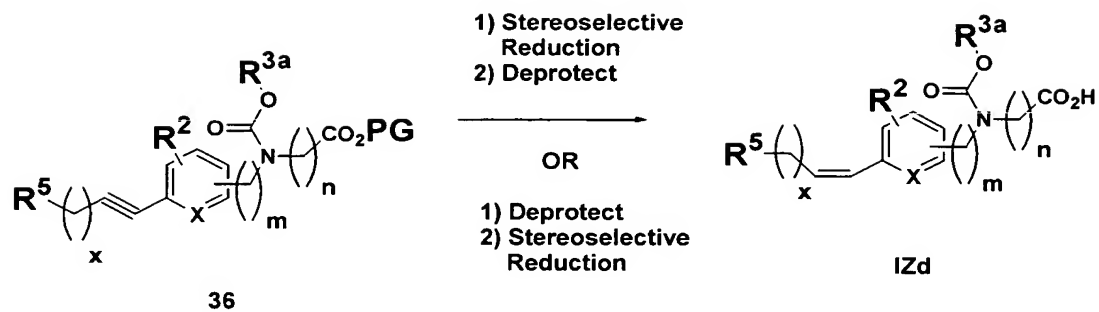 1) Stereoselective
Reduction
2) Deprotect
OR
1) Deprotect
2) Stereoselective
Reduction
R3a
O
O
R2
N
CO2PG
n
m
R5
x
X
36
R3a
O
O
R2
N
CO2H
n
m
R5
x
X
IZd